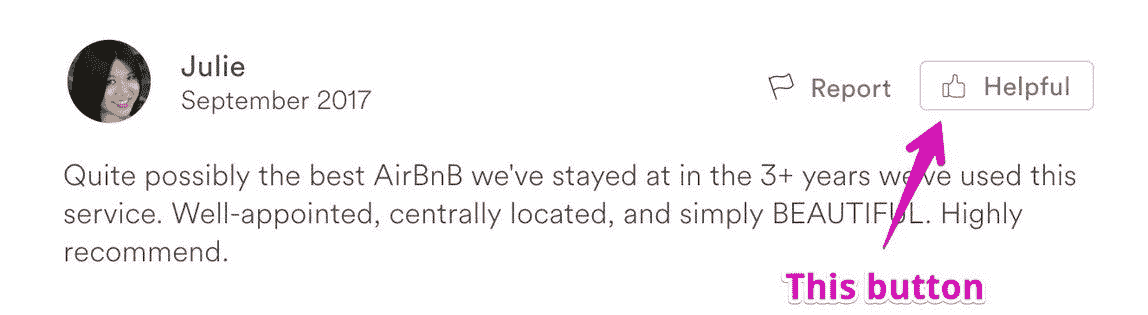 Julie
September 2017
Report
Helpful
Quite possibly the best AirBnB we've stayed at in the 3+ years we've used this
service. Well-appointed, centrally located, and simply BEAUTIFUL. Highly
recommend.
This button